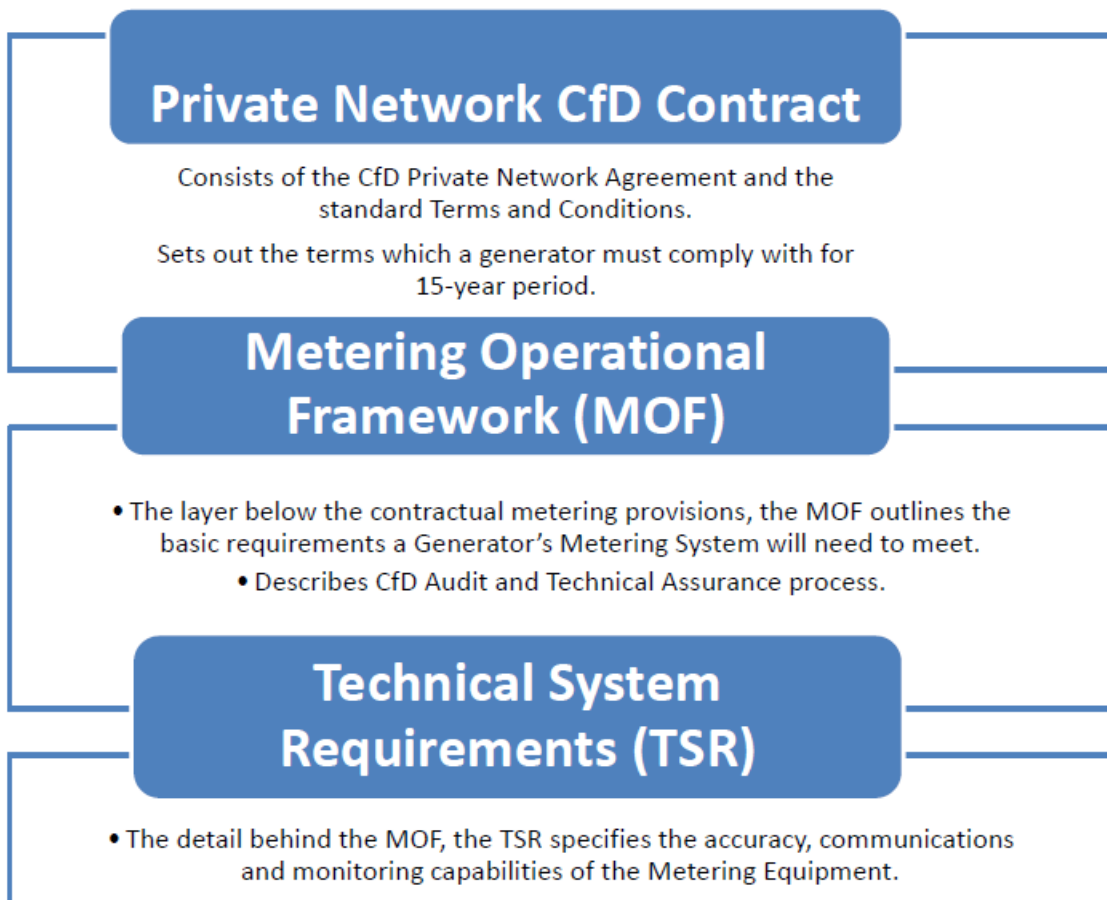 Private Network CfD Contract
Consists of the CfD Private Network Agreement and the
standard Terms and Conditions.
Sets out the terms which a generator must comply with for
15-year period.
Metering Operational
Framework (MOF)
• The layer below the contractual metering provisions, the MOF outlines the
basic requirements a Generator’s Metering System will need to meet.
• Describes CfD Audit and Technical Assurance process.
Technical System
Requirements (TSR)
• The detail behind the MOF, the TSR specifies the accuracy, communications
and monitoring capabilities of the Metering Equipment.